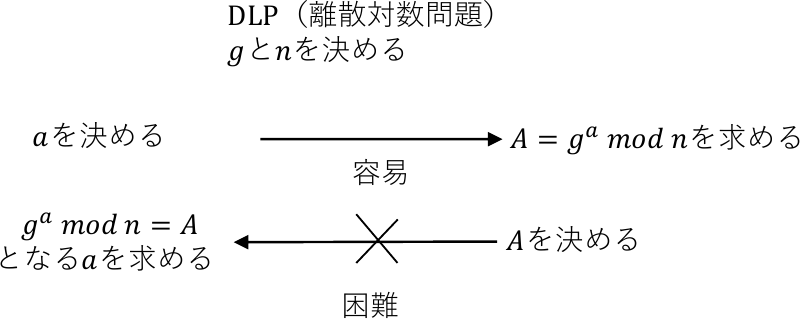 DLP（離散対数問題）
gとnを決める
aを決める
A = g^a mod nを求める
容易
g^a mod n = A
となるaを求める
Aを決める
困難